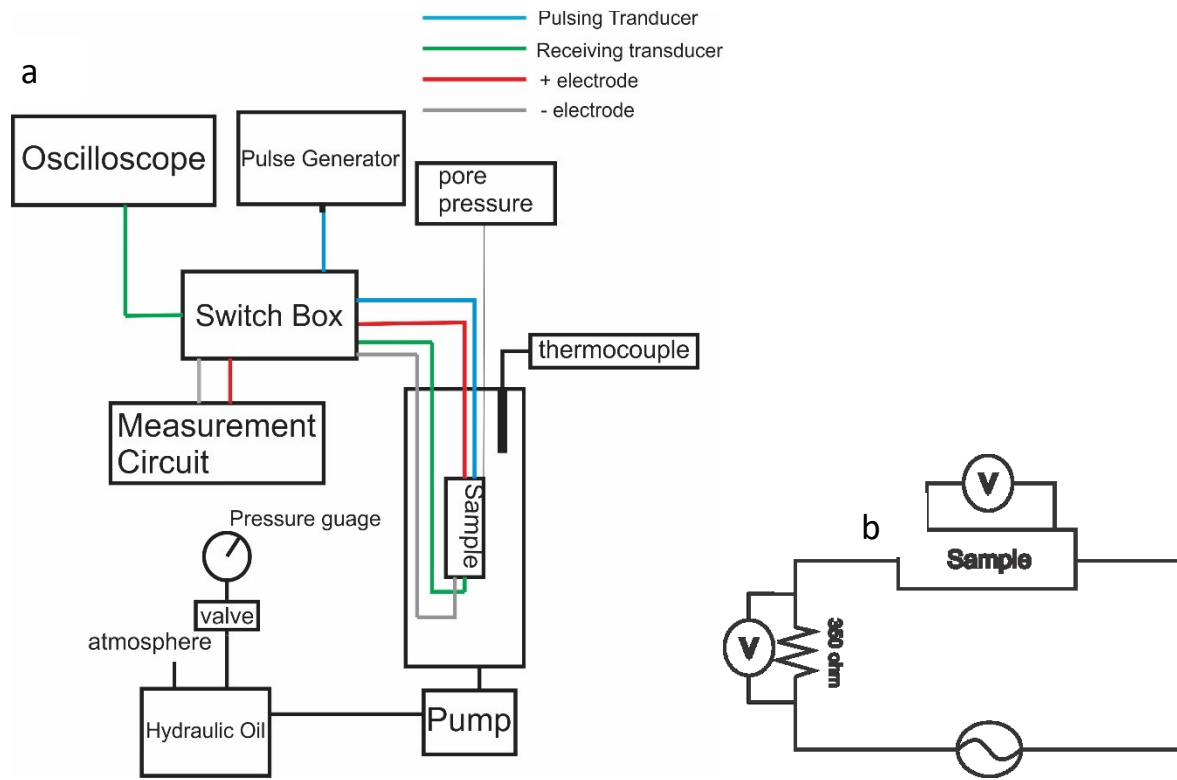 Pulsing Tranducer
Receiving transducer
+ electrode
- electrode
a
Oscilloscope
Pulse Generator
pore
pressure
Switch Box
thermocouple
Measurement
Circuit
Sample
Pressure guage
valve
atmosphere
Hydraulic Oil
Pump
b
V
Sample
V
350 ohm